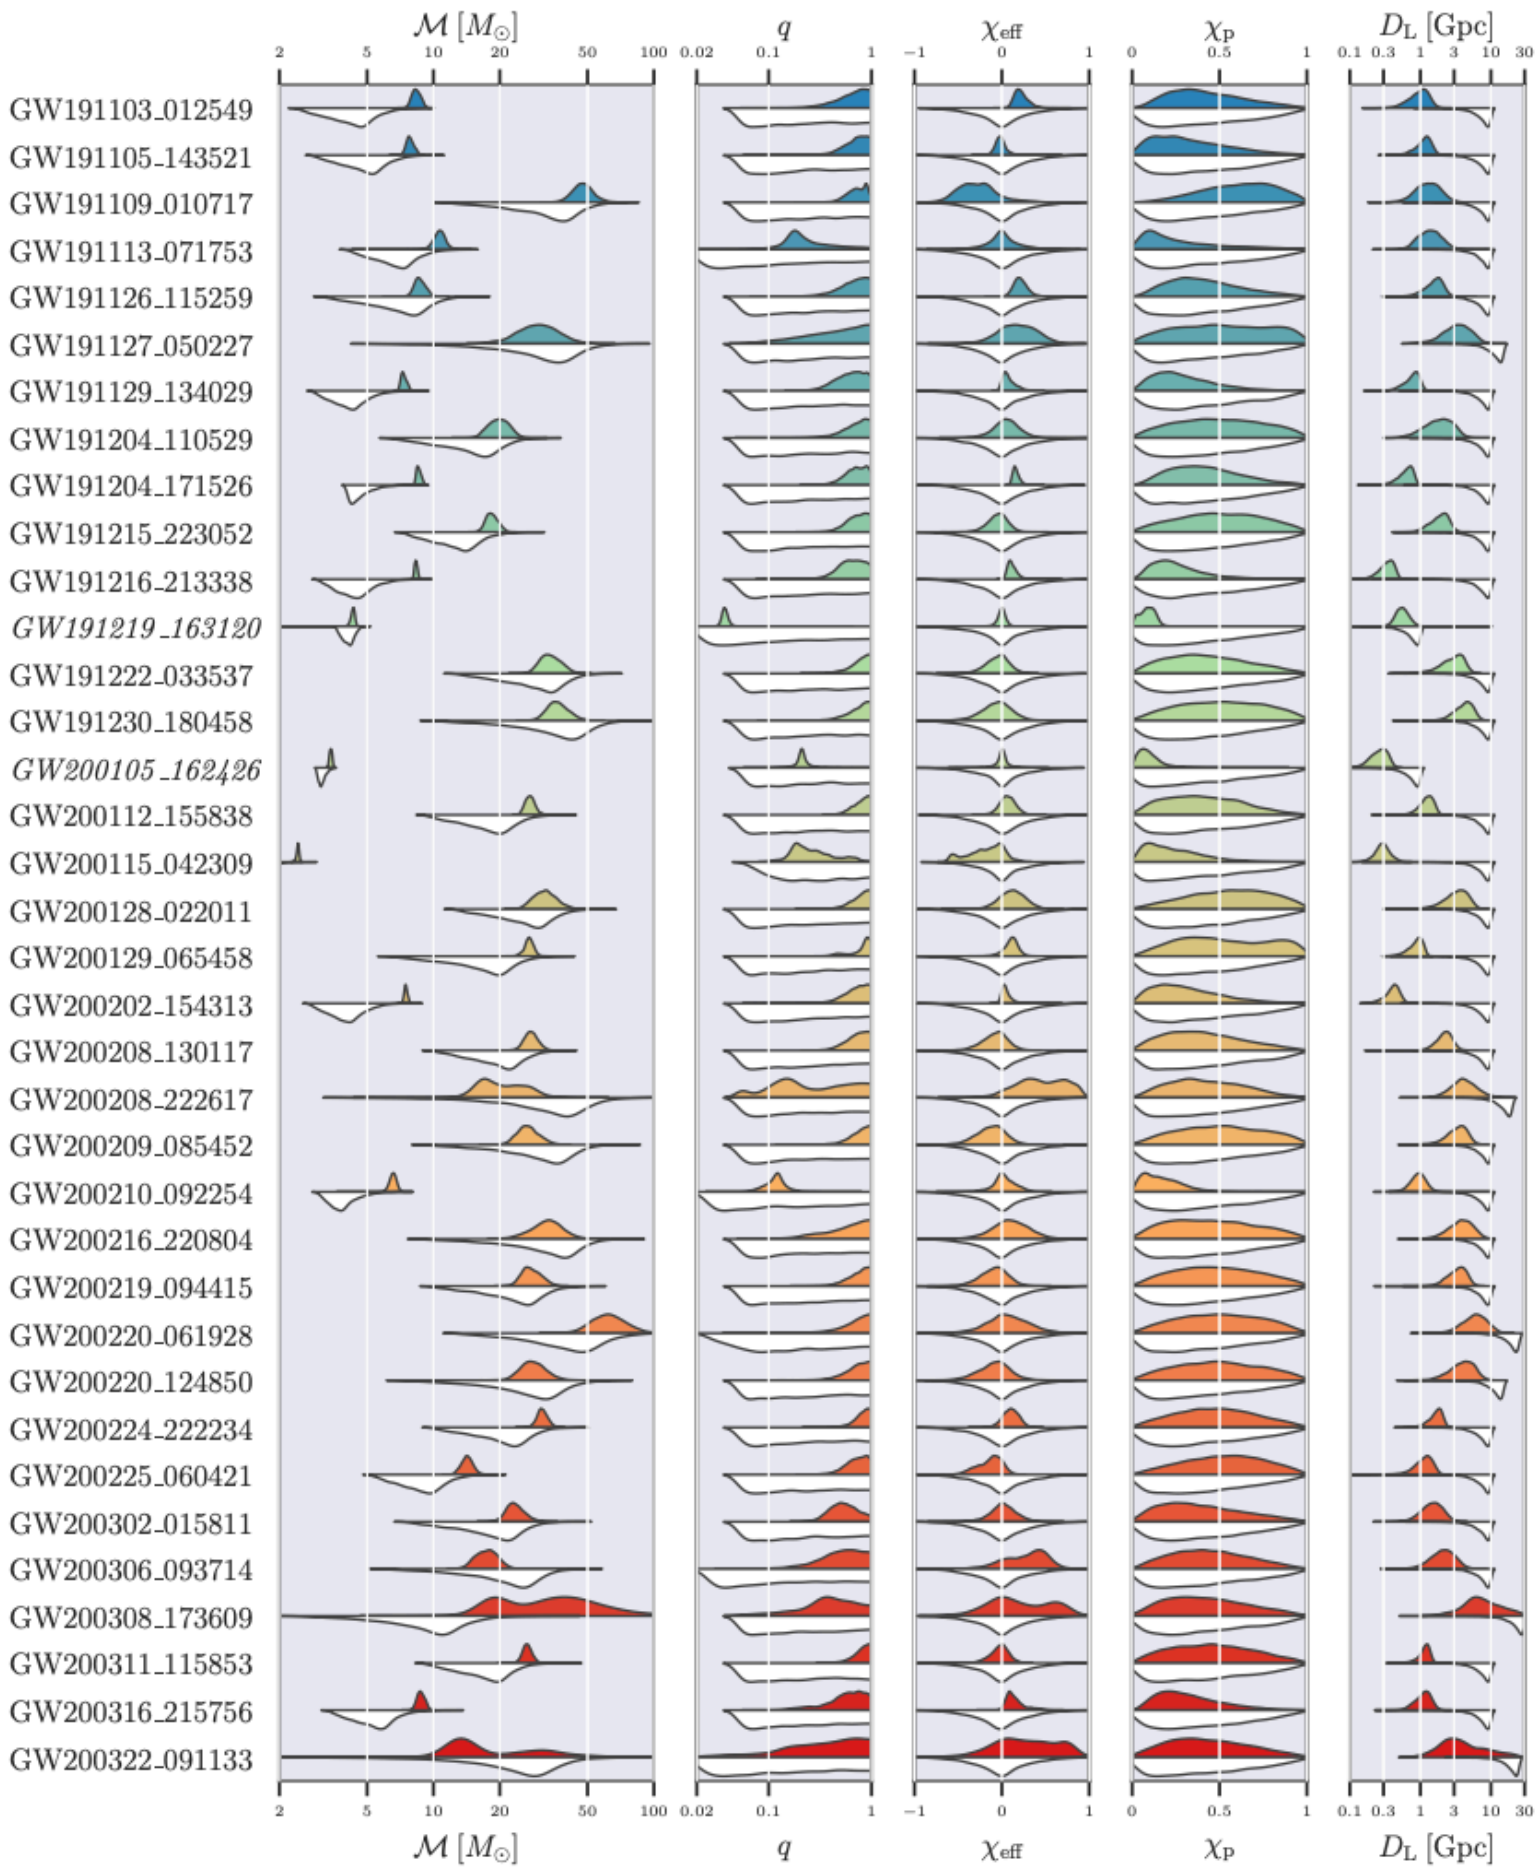 ℳ [M⊙] q χeff χp DL [Gpc]
2 5 10 20 50 100 0.02 0.1 1 −1 0 1 0 0.5 1 0.1 0.3 1 3 10 30
GW191103_012549
GW191105_143521
GW191109_010717
GW191113_071753
GW191126_115259
GW191127_050227
GW191129_134029
GW191204_110529
GW191204_171526
GW191215_223052
GW191216_213338
GW191219_163120
GW191222_033537
GW191230_180458
GW200105_162426
GW200112_155838
GW200115_042309
GW200128_022011
GW200129_065458
GW200202_154313
GW200208_130117
GW200208_222617
GW200209_085452
GW200210_092254
GW200216_220804
GW200219_094415
GW200220_061928
GW200220_124850
GW200224_222234
GW200225_060421
GW200302_015811
GW200306_093714
GW200308_173609
GW200311_115853
GW200316_215756
GW200322_091133
2 5 10 20 50 100 0.02 0.1 1 −1 0 1 0 0.5 1 0.1 0.3 1 3 10 30
ℳ [M⊙] q χeff χp DL [Gpc]